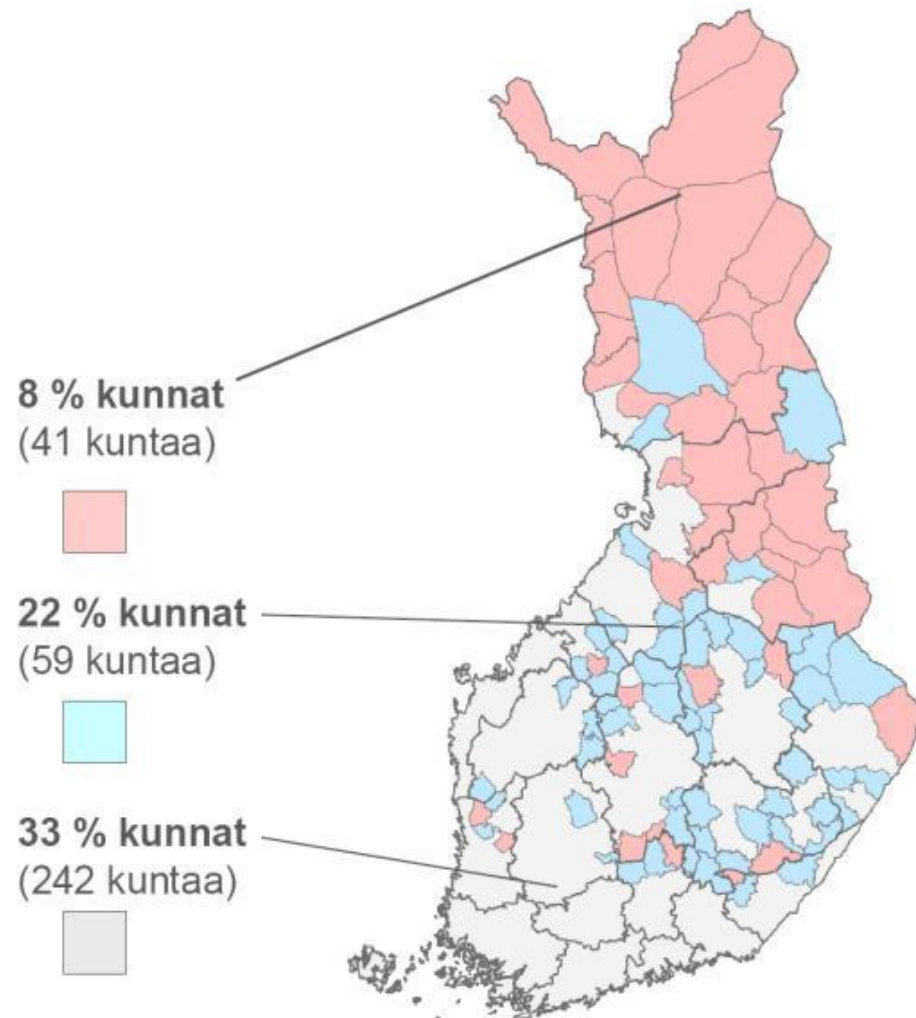 8 % kunnat
(41 kuntaa)
22 % kunnat
(59 kuntaa)
33 % kunnat
(242 kuntaa)